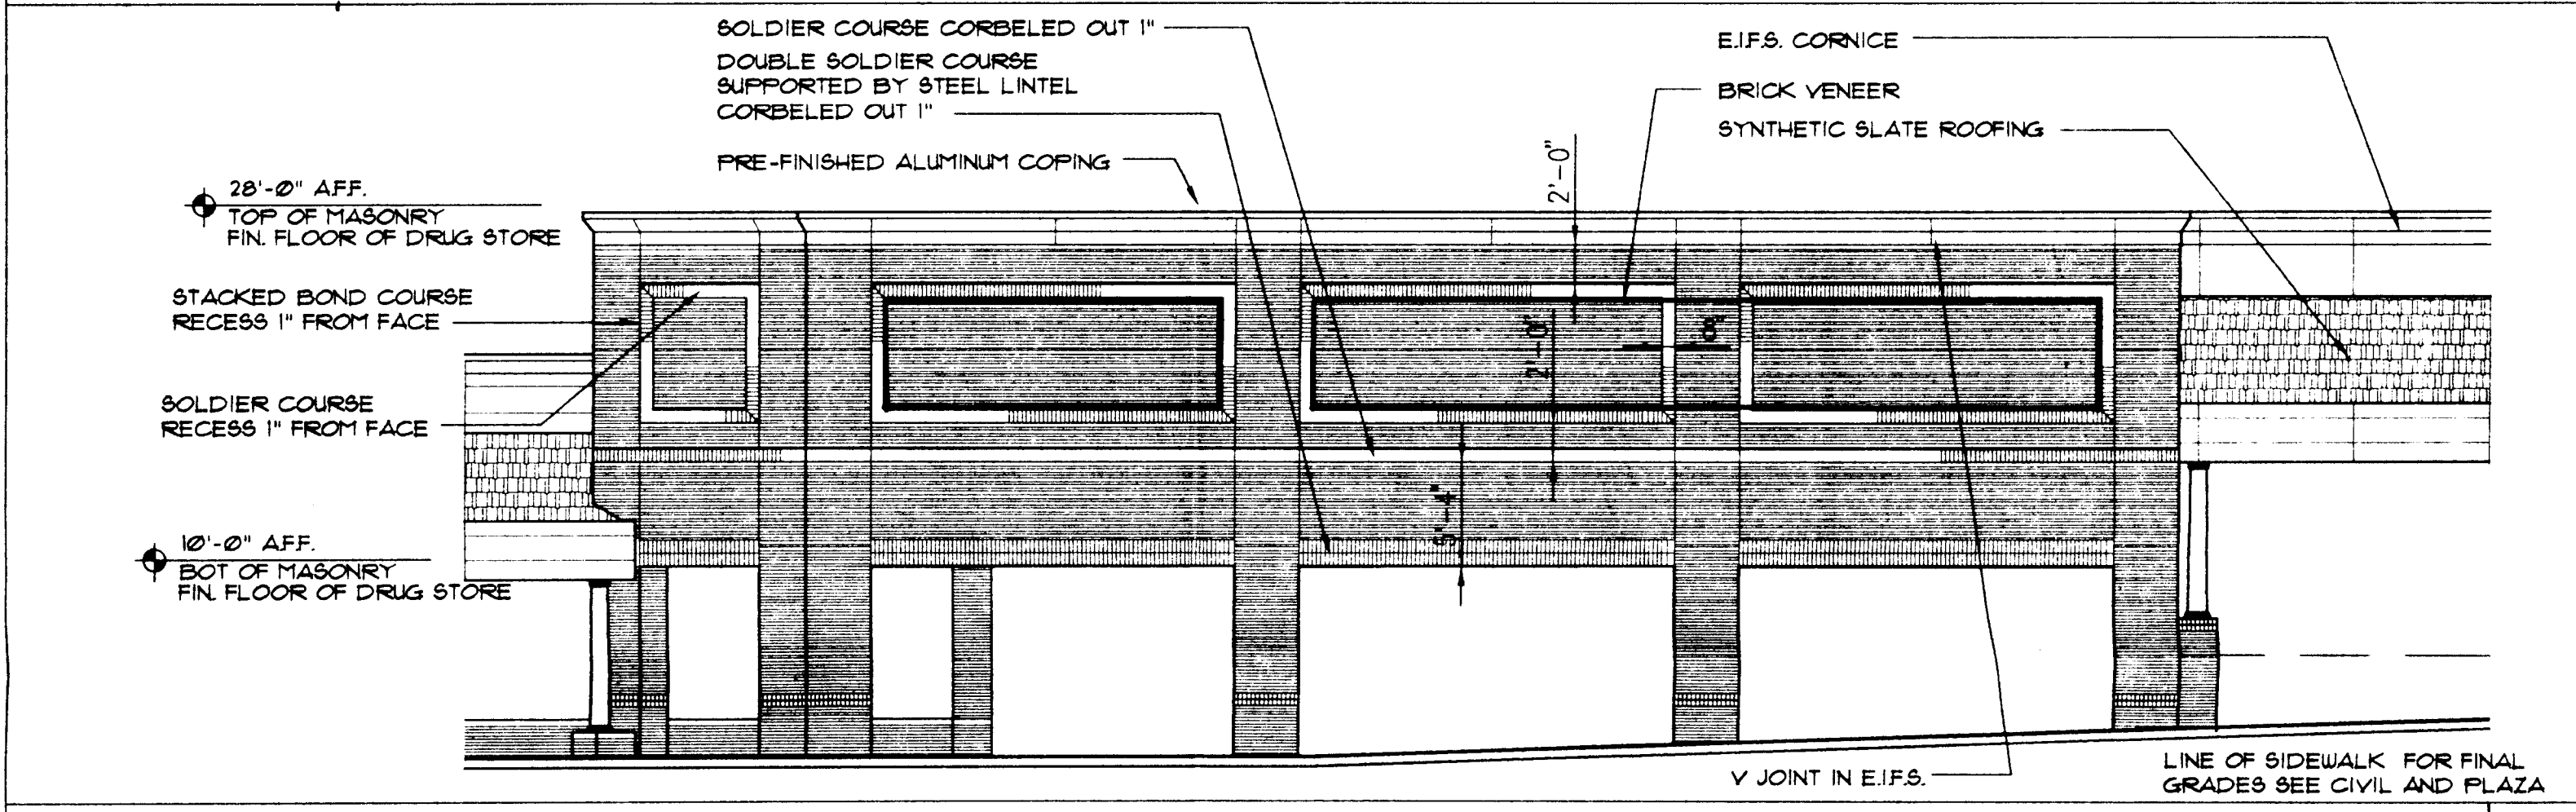 SOLDIER COURSE CORBELED OUT 1"
DOUBLE SOLDIER COURSE
SUPPORTED BY STEEL LINTEL
CORBELED OUT 1"
PRE-FINISHED ALUMINUM COPING
E.I.F.S. CORNICE
BRICK VENEER
SYNTHETIC SLATE ROOFING
2'-0"
28'-0" A.F.F.
TOP OF MASONRY
FIN. FLOOR OF DRUG STORE
STACKED BOND COURSE
RECESS 1" FROM FACE
SOLDIER COURSE
RECESS 1" FROM FACE
2'-0"
8"
10'-0" A.F.F.
BOT OF MASONRY
FIN. FLOOR OF DRUG STORE
V JOINT IN E.I.F.S.
LINE OF SIDEWALK FOR FINAL
GRADES SEE CIVIL AND PLAZA